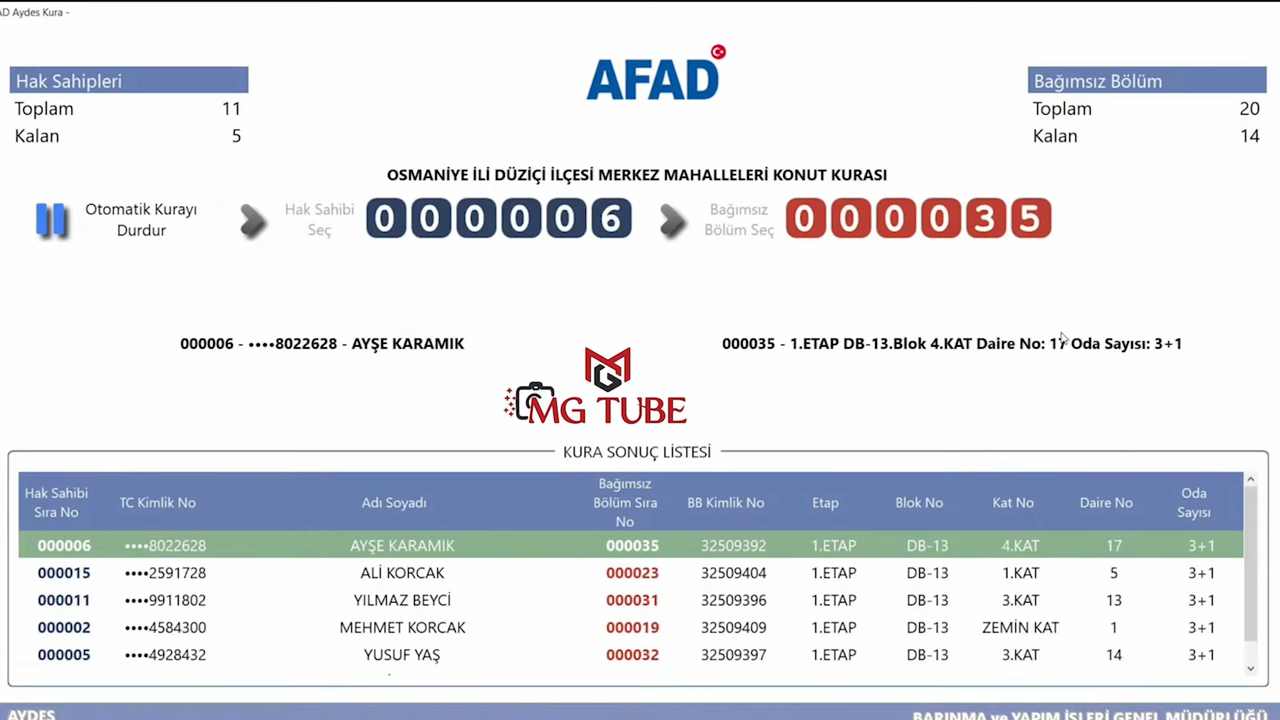 AD Aydes Kura -
AFAD
Hak Sahipleri
Toplam 11
Kalan 5
Bağımsız Bölüm
Toplam 20
Kalan 14
OSMANİYE İLİ DÜZİÇİ İLÇESİ MERKEZ MAHALLELERİ KONUT KURASI
Otomatik Kurayı
Durdur
Hak Sahibi
Seç
000006
Bağımsız
Bölüm Seç
000035
000006 - ••••8022628 - AYŞE KARAMIK
000035 - 1.ETAP DB-13.Blok 4.KAT Daire No: 17 Oda Sayısı: 3+1
MG TUBE
KURA SONUÇ LİSTESİ
Hak Sahibi Sıra No TC Kimlik No Adı Soyadı Bağımsız Bölüm Sıra No BB Kimlik No Etap Blok No Kat No Daire No Oda Sayısı
000006 ••••8022628 AYŞE KARAMIK 000035 32509392 1.ETAP DB-13 4.KAT 17 3+1
000015 ••••2591728 ALİ KORCAK 000023 32509404 1.ETAP DB-13 1.KAT 5 3+1
000011 ••••9911802 YILMAZ BEYCİ 000031 32509396 1.ETAP DB-13 3.KAT 13 3+1
000002 ••••4584300 MEHMET KORCAK 000019 32509409 1.ETAP DB-13 ZEMİN KAT 1 3+1
000005 ••••4928432 YUSUF YAŞ 000032 32509397 1.ETAP DB-13 3.KAT 14 3+1
AYDES
BARINMA ve YAPIM İŞLERİ GENEL MÜDÜRLÜĞÜ